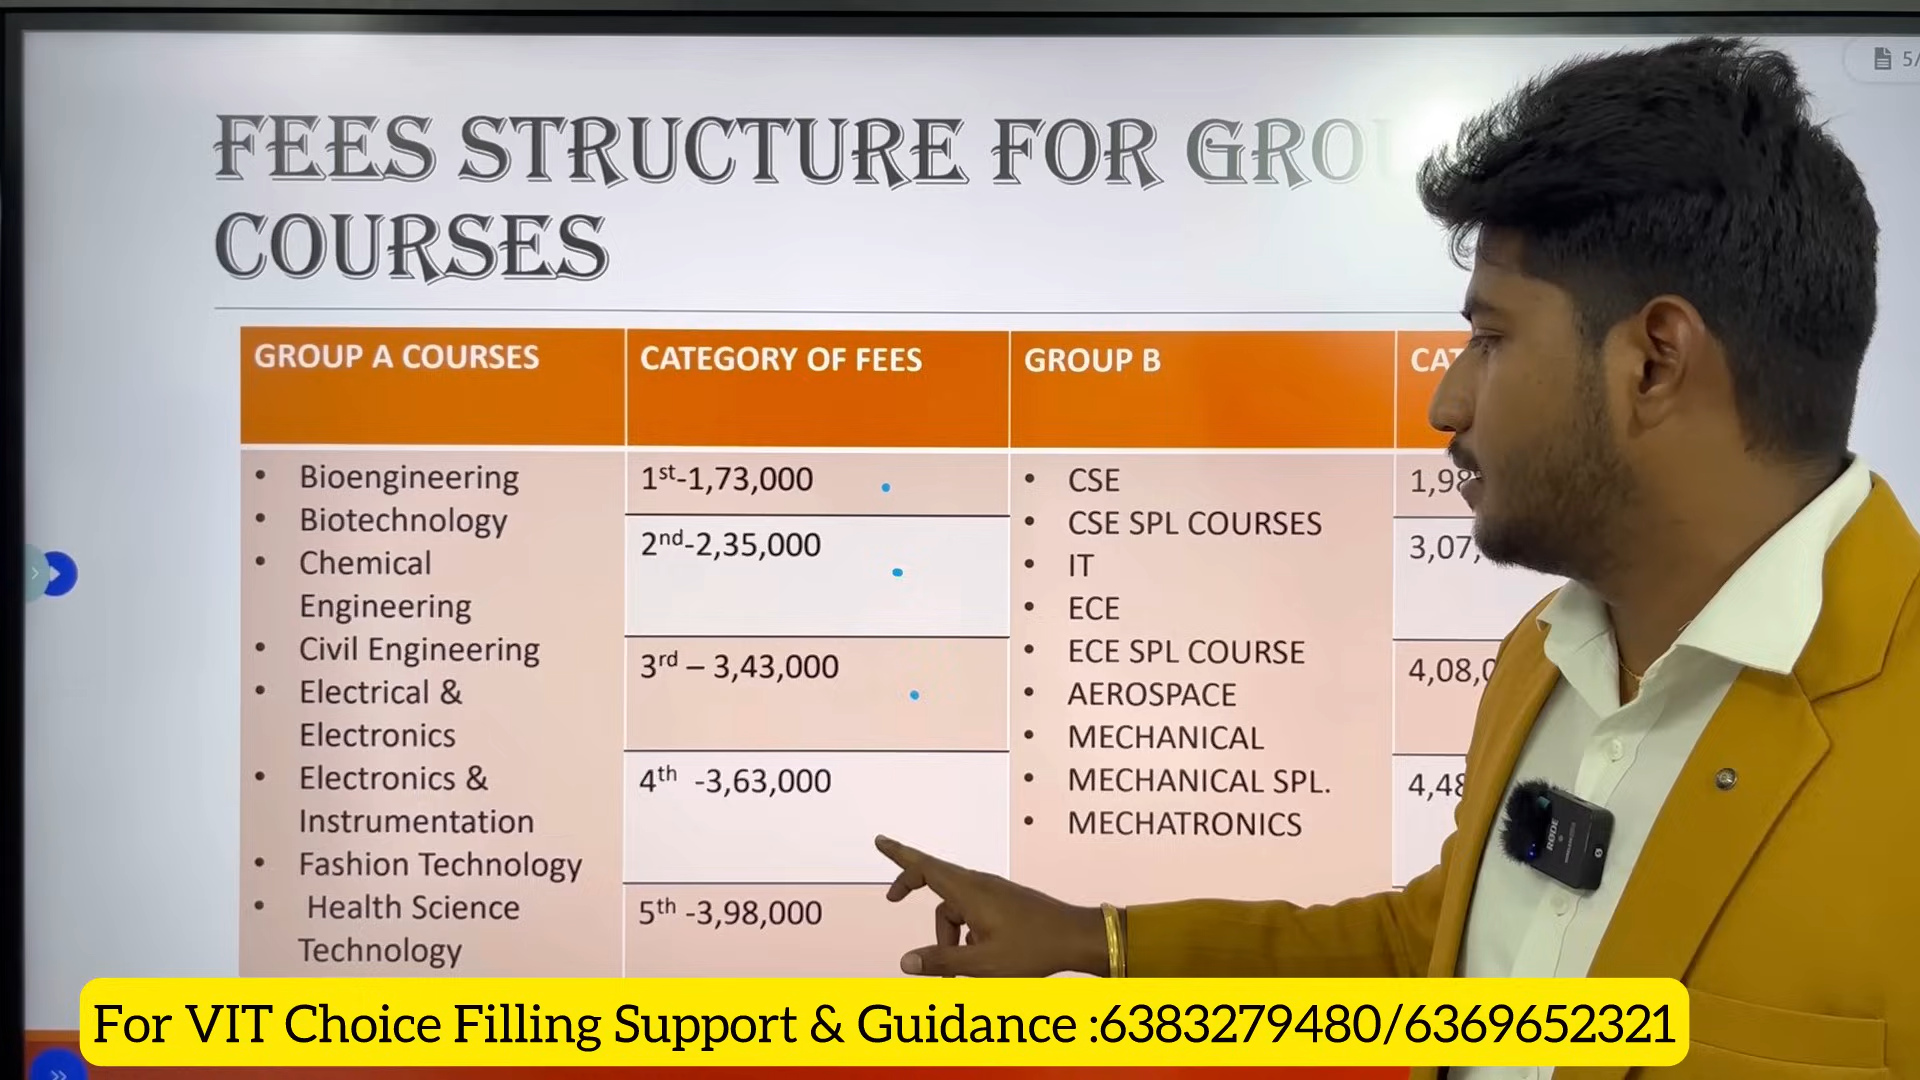 5/
FEES STRUCTURE FOR
COURSES
GROUP A COURSES
CATEGORY OF FEES
GROUP B
• Bioengineering
• Biotechnology
• Chemical
Engineering
• Civil Engineering
• Electrical &
Electronics
• Electronics &
Instrumentation
• Fashion Technology
• Health Science
Technology
1st-1,73,000
2nd-2,35,000
3rd – 3,43,000
4th -3,63,000
5th -3,98,000
• CSE
• CSE SPL COURSES
• IT
• ECE
• ECE SPL COURSE
• AEROSPACE
• MECHANICAL
• MECHANICAL SPL.
• MECHATRONICS
RØDE
For VIT Choice Filling Support & Guidance :6383279480/6369652321